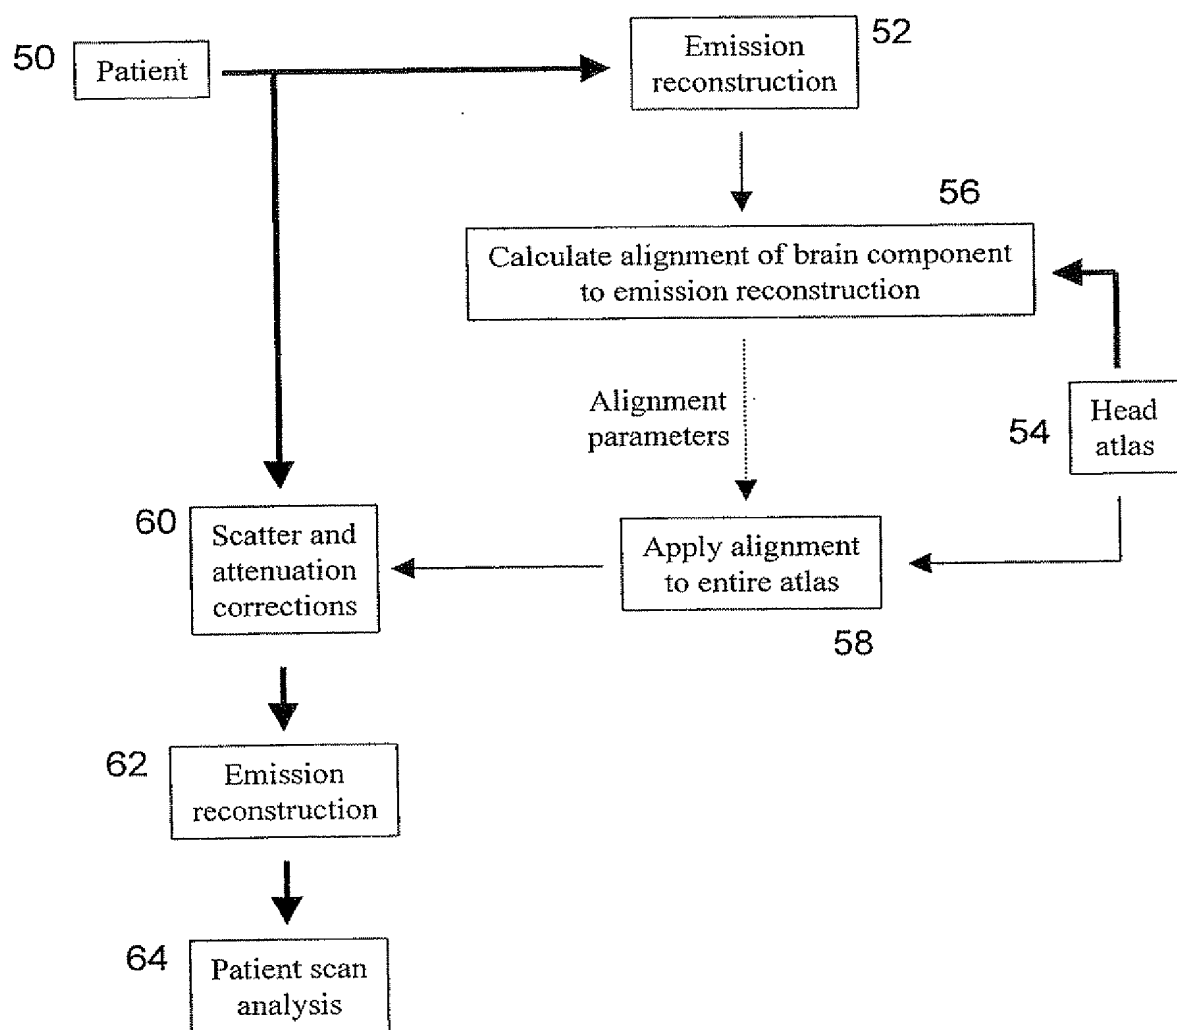 50
Patient
Emission
reconstruction
52
56
Calculate alignment of brain component
to emission reconstruction
Alignment
parameters
54
Head
atlas
60
Scatter and
attenuation
corrections
Apply alignment
to entire atlas
58
62
Emission
reconstruction
64
Patient scan
analysis